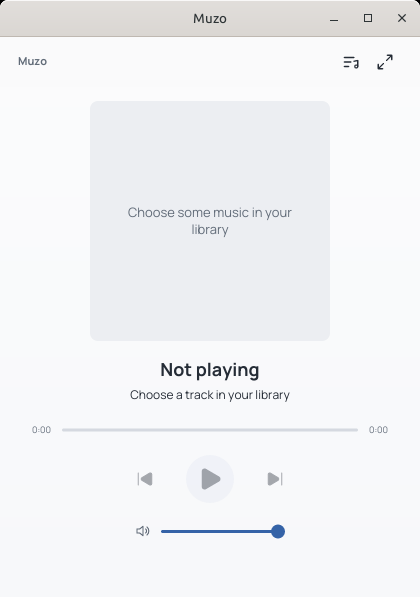 Muzo
Muzo
Choose some music in your
library
Not playing
Choose a track in your library
0:00
0:00